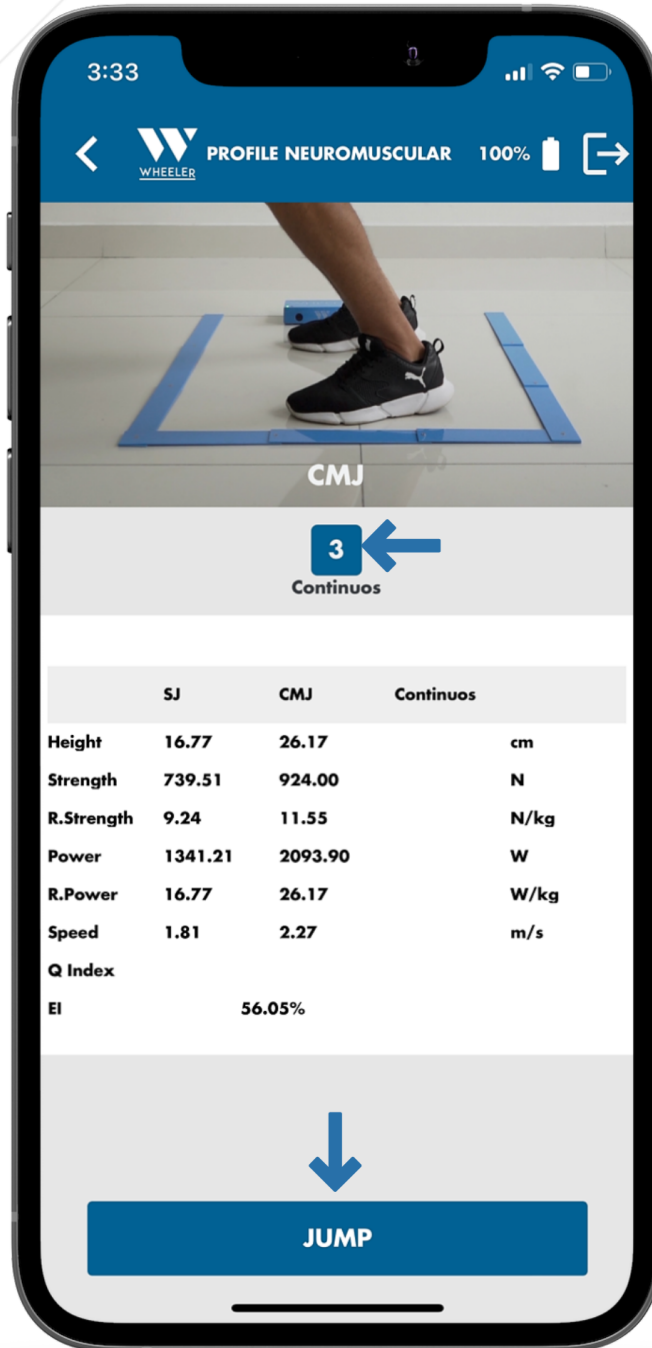 3:33
WHEELER PROFILE NEUROMUSCULAR 100%
CMJ
3
Continuos
SJ CMJ Continuos
Height 16.77 26.17 cm
Strength 739.51 924.00 N
R.Strength 9.24 11.55 N/kg
Power 1341.21 2093.90 W
R.Power 16.77 26.17 W/kg
Speed 1.81 2.27 m/s
Q Index
EI 56.05%
JUMP